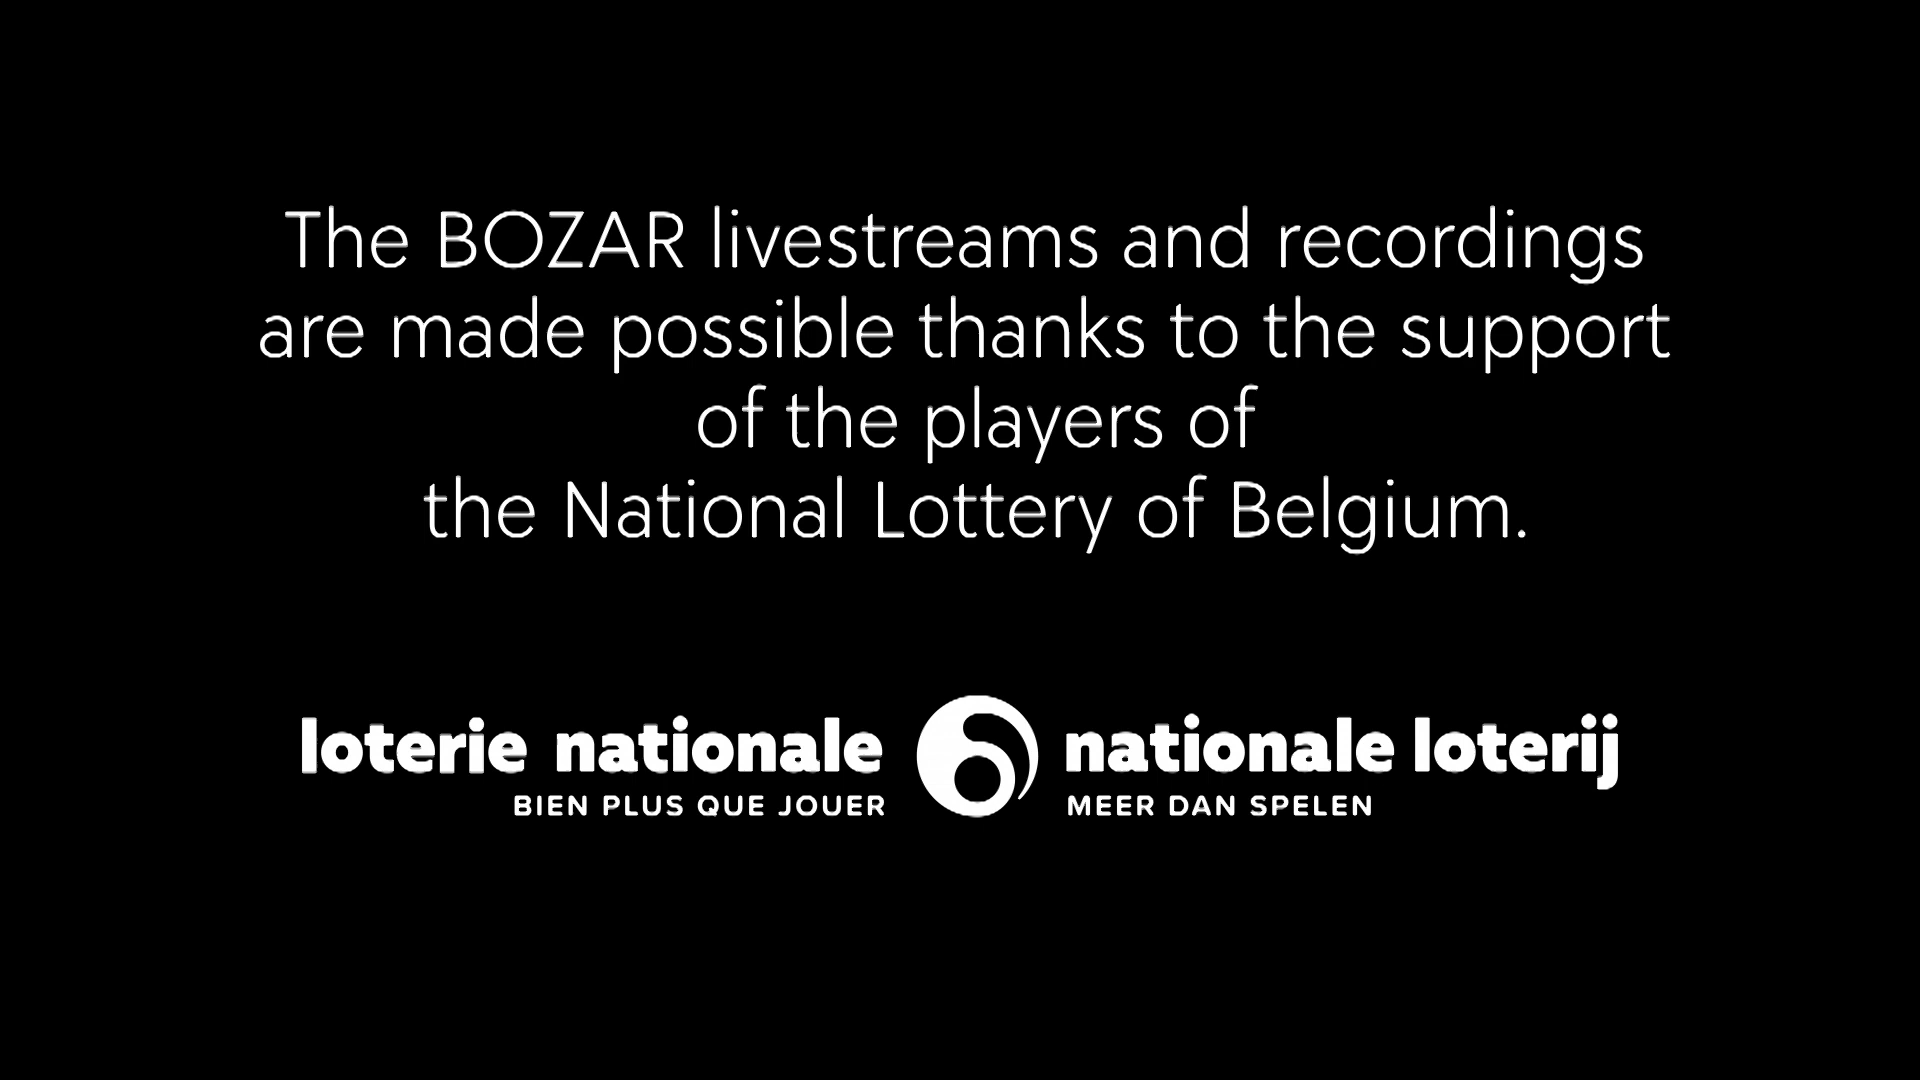 The BOZAR livestreams and recordings
are made possible thanks to the support
of the players of
the National Lottery of Belgium.
loterie nationale
BIEN PLUS QUE JOUER
nationale loterij
MEER DAN SPELEN